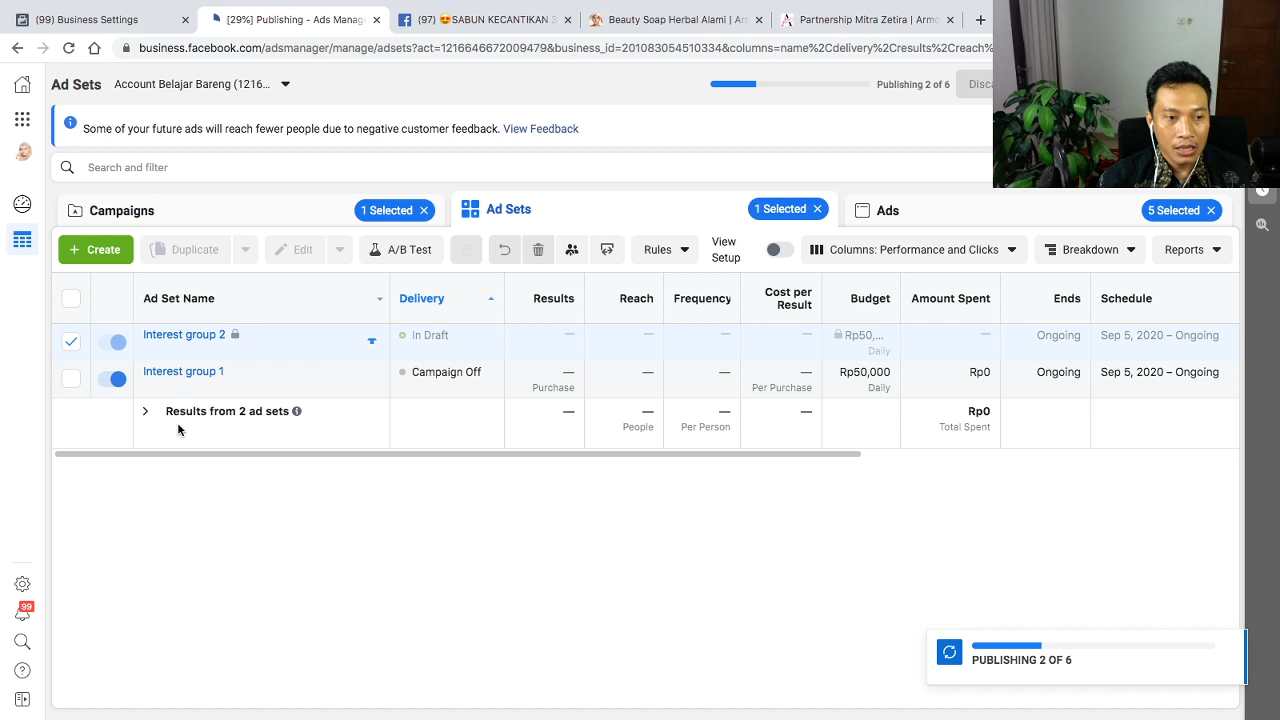 (99) Business Settings
[29%] Publishing - Ads Manag
(97) 😍SABUN KECANTIKAN 3
Beauty Soap Herbal Alami | Arm
Partnership Mitra Zetira | Armo
business.facebook.com/adsmanager/manage/adsets?act=1216646672009479&business_id=201083054510334&columns=name%2Cdelivery%2Cresults%2Creach%
Ad Sets
Account Belajar Bareng (1216...
Publishing 2 of 6
Disca
Some of your future ads will reach fewer people due to negative customer feedback. View Feedback
Search and filter
Campaigns
1 Selected
Ad Sets
1 Selected
Ads
5 Selected
+ Create
Duplicate
Edit
A/B Test
Rules
View Setup
Columns: Performance and Clicks
Breakdown
Reports
Ad Set Name
Delivery
Results
Reach
Frequency
Cost per Result
Budget
Amount Spent
Ends
Schedule
Interest group 2
In Draft
—
—
—
—
Rp50,...
Daily
—
Ongoing
Sep 5, 2020 – Ongoing
Interest group 1
Campaign Off
—
Purchase
—
—
—
Per Purchase
Rp50,000
Daily
Rp0
Ongoing
Sep 5, 2020 – Ongoing
Results from 2 ad sets
—
—
People
—
Per Person
—
Rp0
Total Spent
99
PUBLISHING 2 OF 6